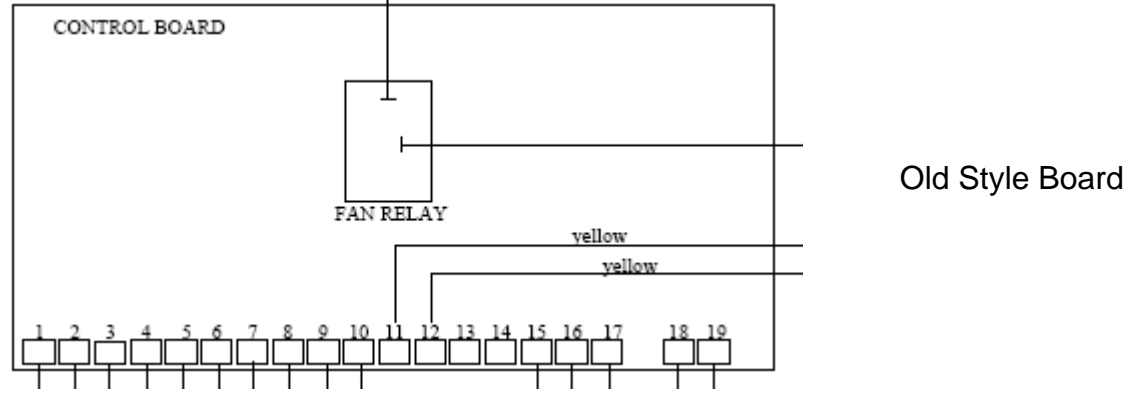 CONTROL BOARD
Old Style Board
FAN RELAY
yellow
yellow
1 2 3 4 5 6 7 8 9 10 11 12 13 14 15 16 17 18 19